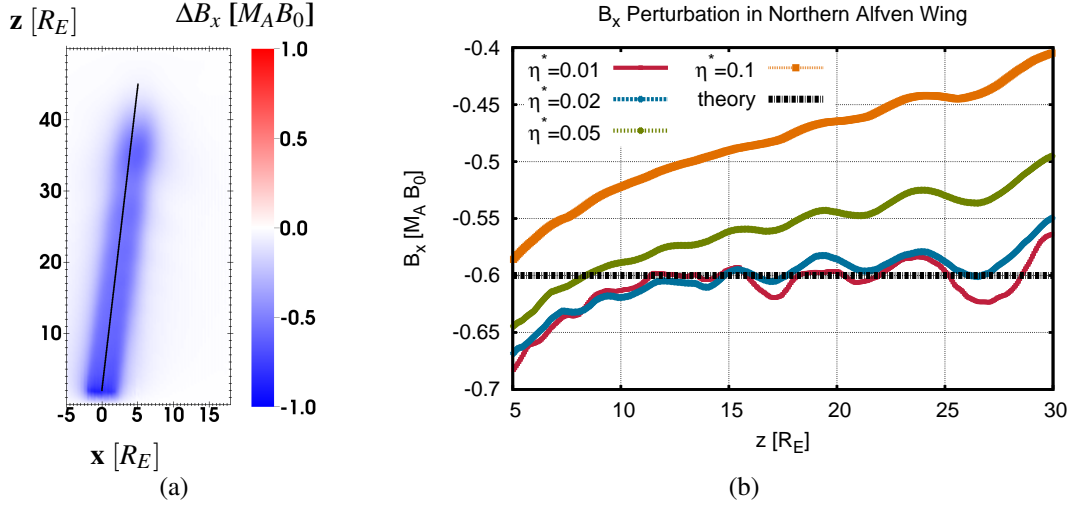 z [R_E]
ΔB_x [M_A B_0]
1.0
0.5
0.0
-0.5
-1.0
40
30
20
10
-5 0 5 10 15
x [R_E]
(a)
B_x Perturbation in Northern Alfven Wing
η*=0.01
η*=0.02
η*=0.05
η*=0.1
theory
-0.4
-0.45
-0.5
-0.55
-0.6
-0.65
-0.7
B_x [M_A B_0]
5 10 15 20 25 30
z [R_E]
(b)